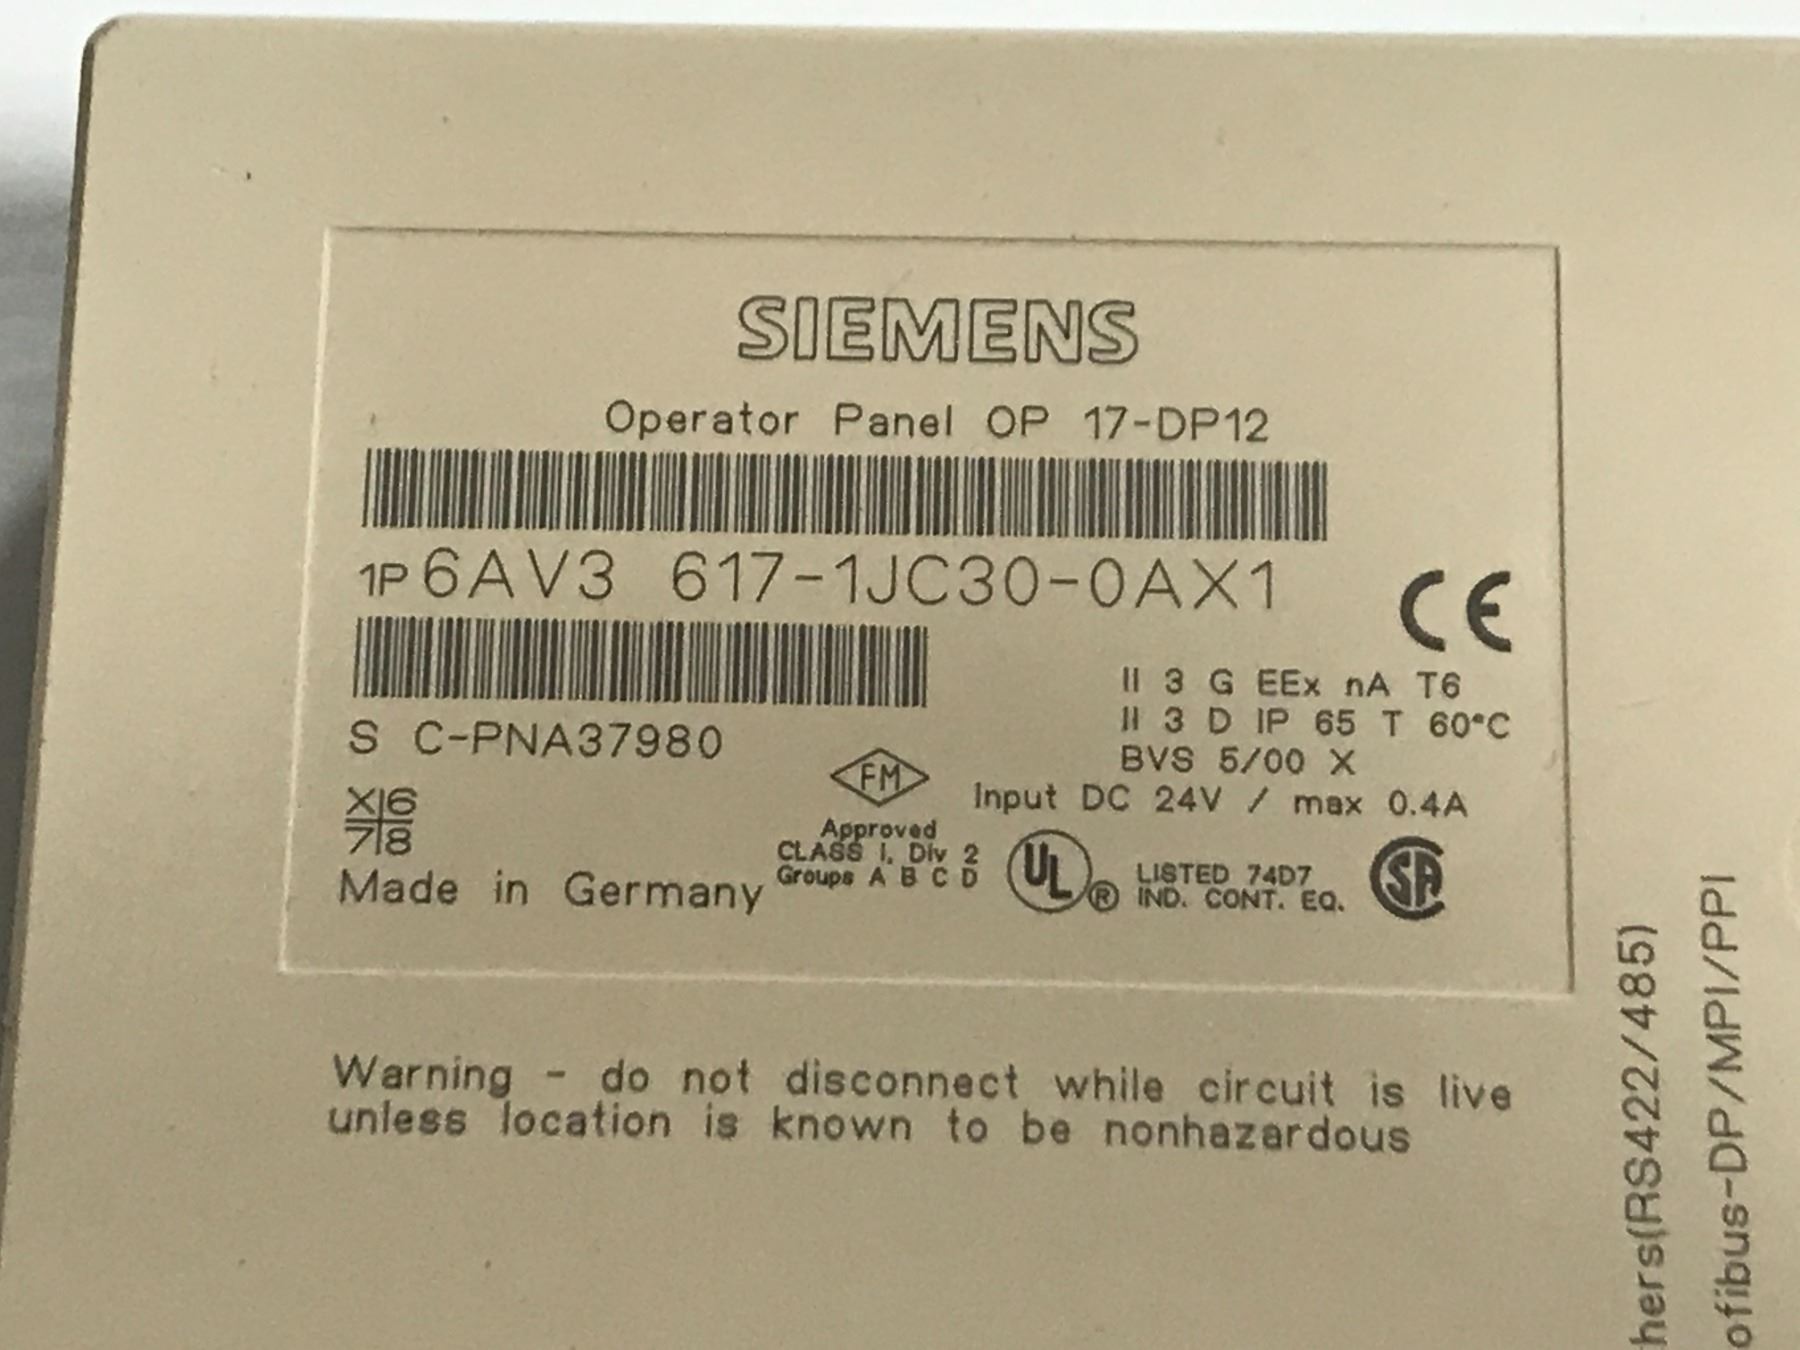 SIEMENS
Operator Panel OP 17-DP12
1P 6AV3 617-1JC30-0AX1
CE
S C-PNA37980
II 3 G EEx nA T6
II 3 D IP 65 T 60°C
BVS 5/00 X
Input DC 24V / max 0.4A
X 6
7 8
Made in Germany
FM
Approved
CLASS I, Div 2
Groups A B C D
UL ®
LISTED 74D7
IND. CONT. EQ.
SA
Warning - do not disconnect while circuit is live
unless location is known to be nonhazardous
hers(RS422/485)
ofibus-DP/MPI/PPI